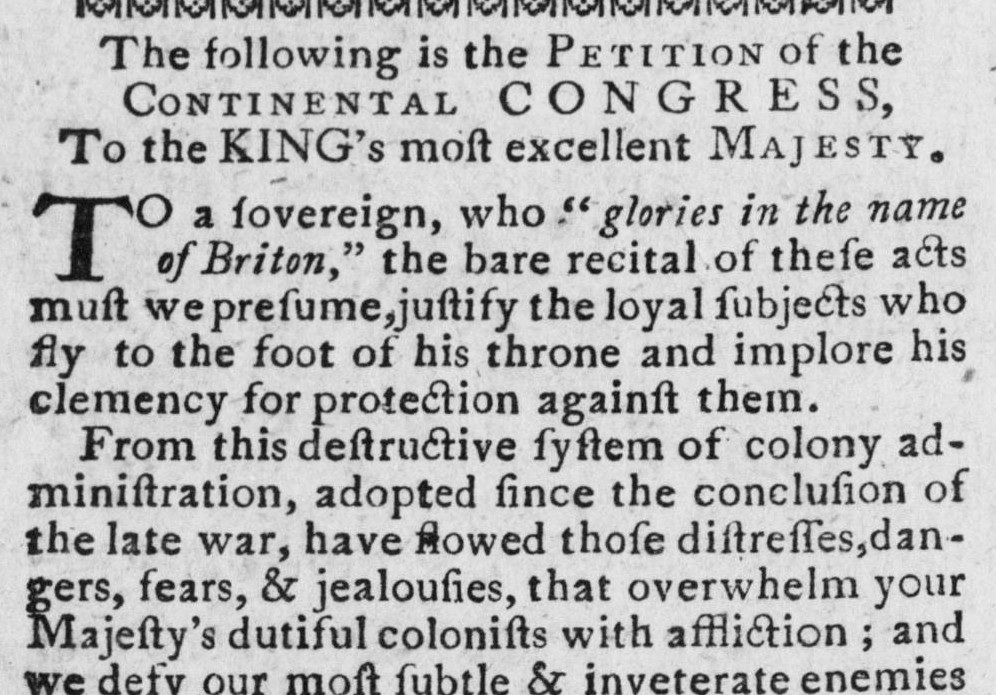 The following is the PETITION of the
CONTINENTAL CONGRESS,
To the KING's moſt excellent MAJESTY.
TO a ſovereign, who "glories in the name
of Briton," the bare recital of theſe acts
muſt we preſume, juſtify the loyal ſubjects who
fly to the foot of his throne and implore his
clemency for protection againſt them.
From this deſtructive ſyſtem of colony ad-
miniſtration, adopted ſince the concluſion of
the late war, have flowed thoſe diſtreſſes, dan-
gers, fears, & jealouſies, that overwhelm your
Majeſty's dutiful coloniſts with affliction ; and
we defy our moſt ſubtle & inveterate enemies